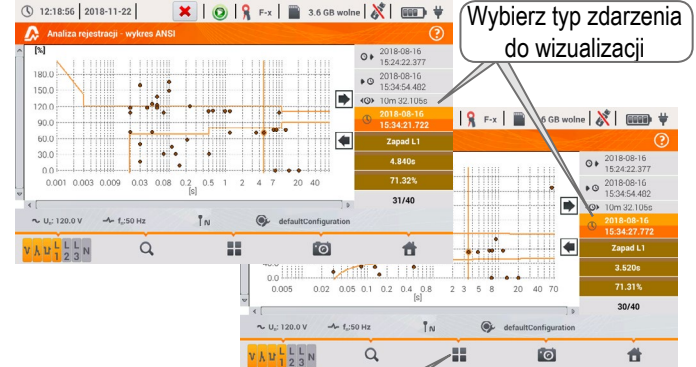 12:18:56 2018-11-22 F-x 3.6 GB wolne
Wybierz typ zdarzenia
do wizualizacji
Analiza rejestracji - wykres ANSI
[%]
180.0
150.0
120.0
90.0
60.0
30.0
0.0
0.001 0.003 0.009 0.03 0.08 0.2 0.5 1 2 4 7 20 40
[s]
2018-08-16
15:24:22.377
2018-08-16
15:34:54.482
10m 32.105s
2018-08-16
15:34:21.722
Zapad L1
4.840s
71.32%
31/40
Un: 120.0 V fn:50 Hz N defaultConfiguration
V A U L1 L2 L3 N
F-x 6 GB wolne
2018-08-16
15:24:22.377
2018-08-16
15:34:54.482
10m 32.105s
2018-08-16
15:34:27.772
Zapad L1
3.520s
71.31%
30/40
0.0
0.005 0.02 0.05 0.1 0.2 0.4 0.8 2 3 5 8 20 40 70
[s]
Un: 120.0 V fn:50 Hz N defaultConfiguration
V A U L1 L2 L3 N